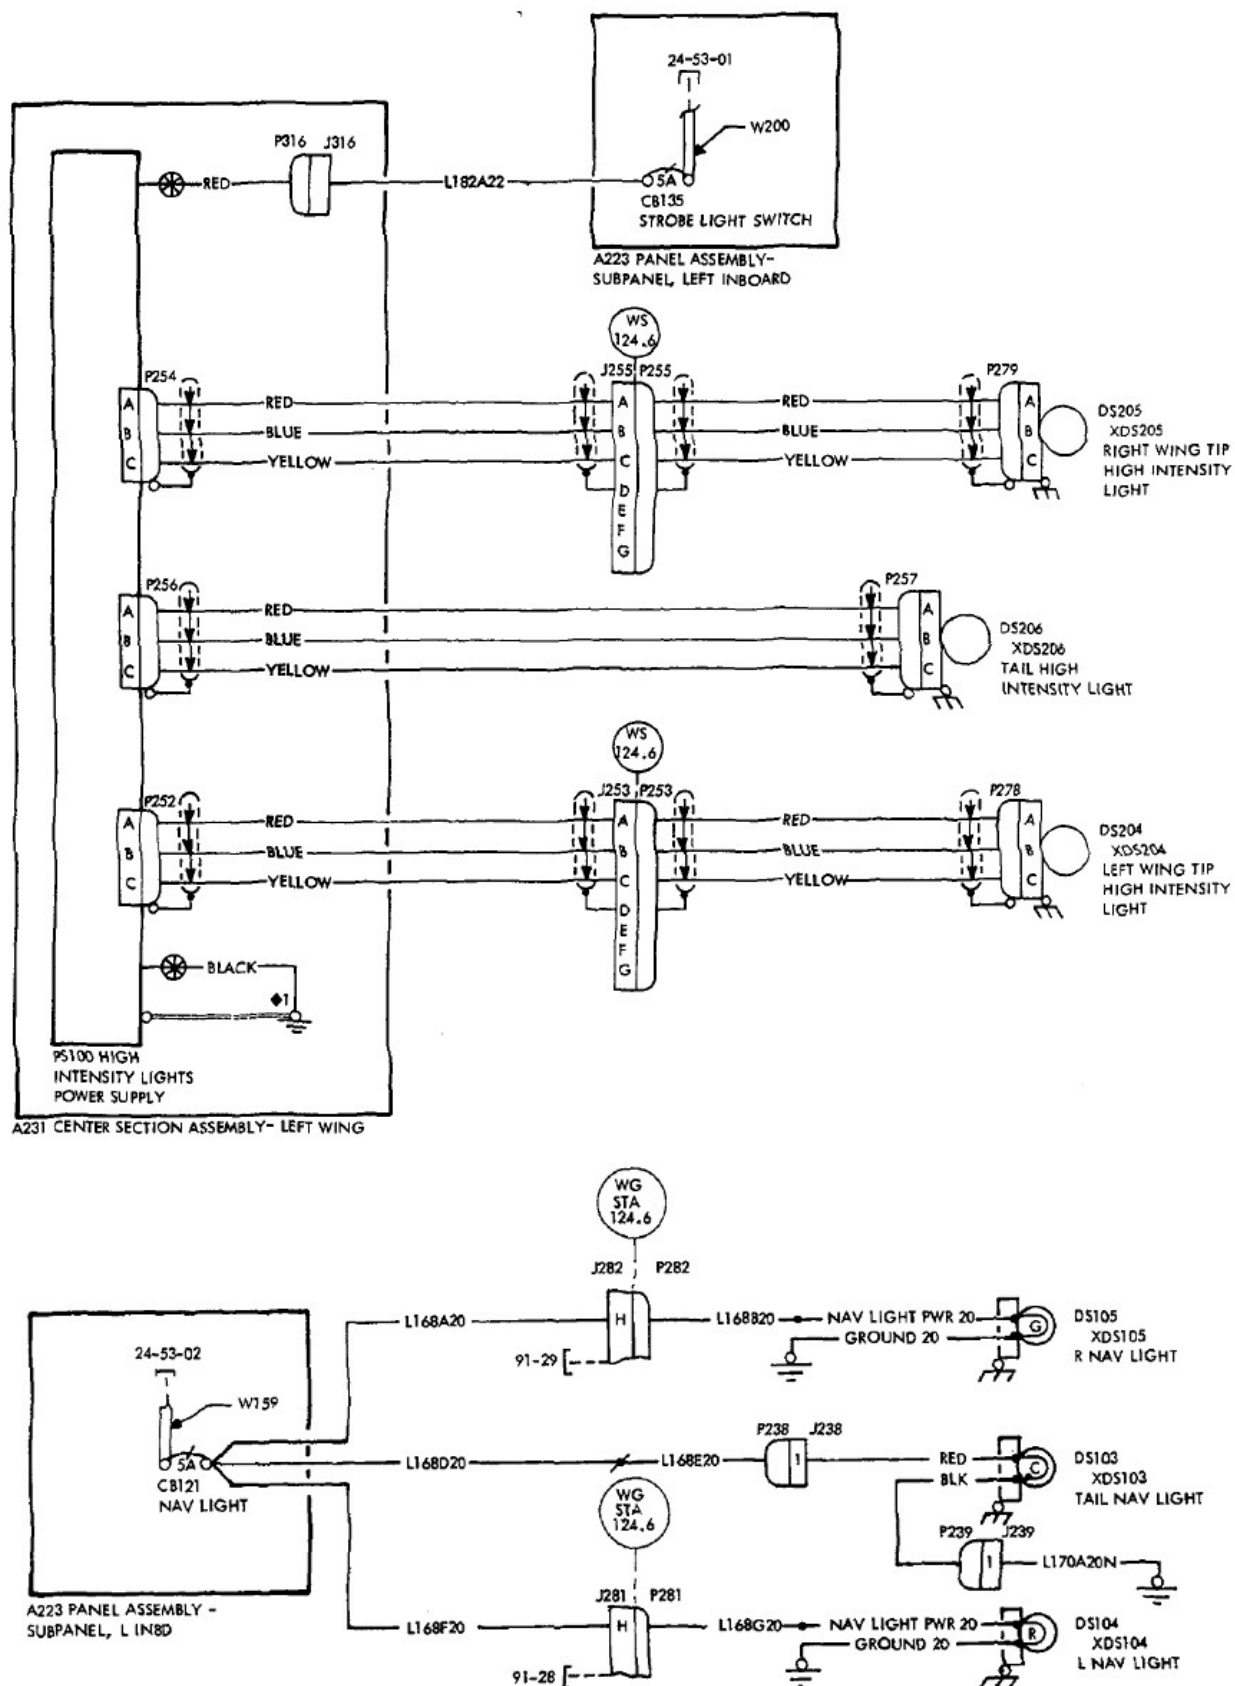 24-53-01
W200
P316 J316
RED
L182A22
5A
CB135
STROBE LIGHT SWITCH
A223 PANEL ASSEMBLY-
SUBPANEL, LEFT INBOARD
WS
124.6
P254
J255 P255
P279
A RED A RED A
B BLUE B BLUE B
C YELLOW C YELLOW C
D
E
F
G
DS205
XDS205
RIGHT WING TIP
HIGH INTENSITY
LIGHT
P256
P257
A RED A
B BLUE B
C YELLOW C
DS206
XDS206
TAIL HIGH
INTENSITY LIGHT
WS
124.6
P252
J253 P253
P278
A RED A RED A
B BLUE B BLUE B
C YELLOW C YELLOW C
D
E
F
G
DS204
XDS204
LEFT WING TIP
HIGH INTENSITY
LIGHT
BLACK
◆1
PS100 HIGH
INTENSITY LIGHTS
POWER SUPPLY
A231 CENTER SECTION ASSEMBLY- LEFT WING
WG
STA
124.6
J282 P282
L168A20
H
L168B20
NAV LIGHT PWR 20
GROUND 20
G
DS105
XDS105
R NAV LIGHT
91-29
24-53-02
W159
5A
CB121
NAV LIGHT
L168D20
L168E20
P238 J238
1
RED
BLK
C
DS103
XDS103
TAIL NAV LIGHT
WG
STA
124.6
P239 J239
1
L170A20N
A223 PANEL ASSEMBLY -
SUBPANEL, L INBD
J281 P281
L168F20
H
L168G20
NAV LIGHT PWR 20
GROUND 20
R
DS104
XDS104
L NAV LIGHT
91-28